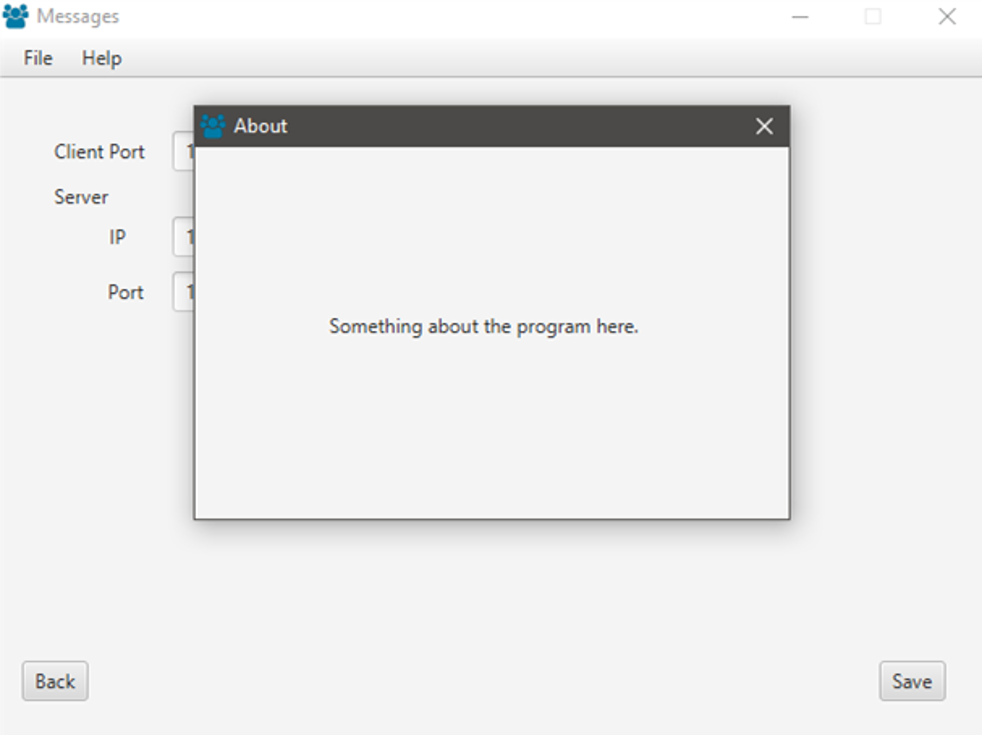 Messages
File Help
About
Client Port 1
Server
IP 1
Port 1
Something about the program here.
Back Save